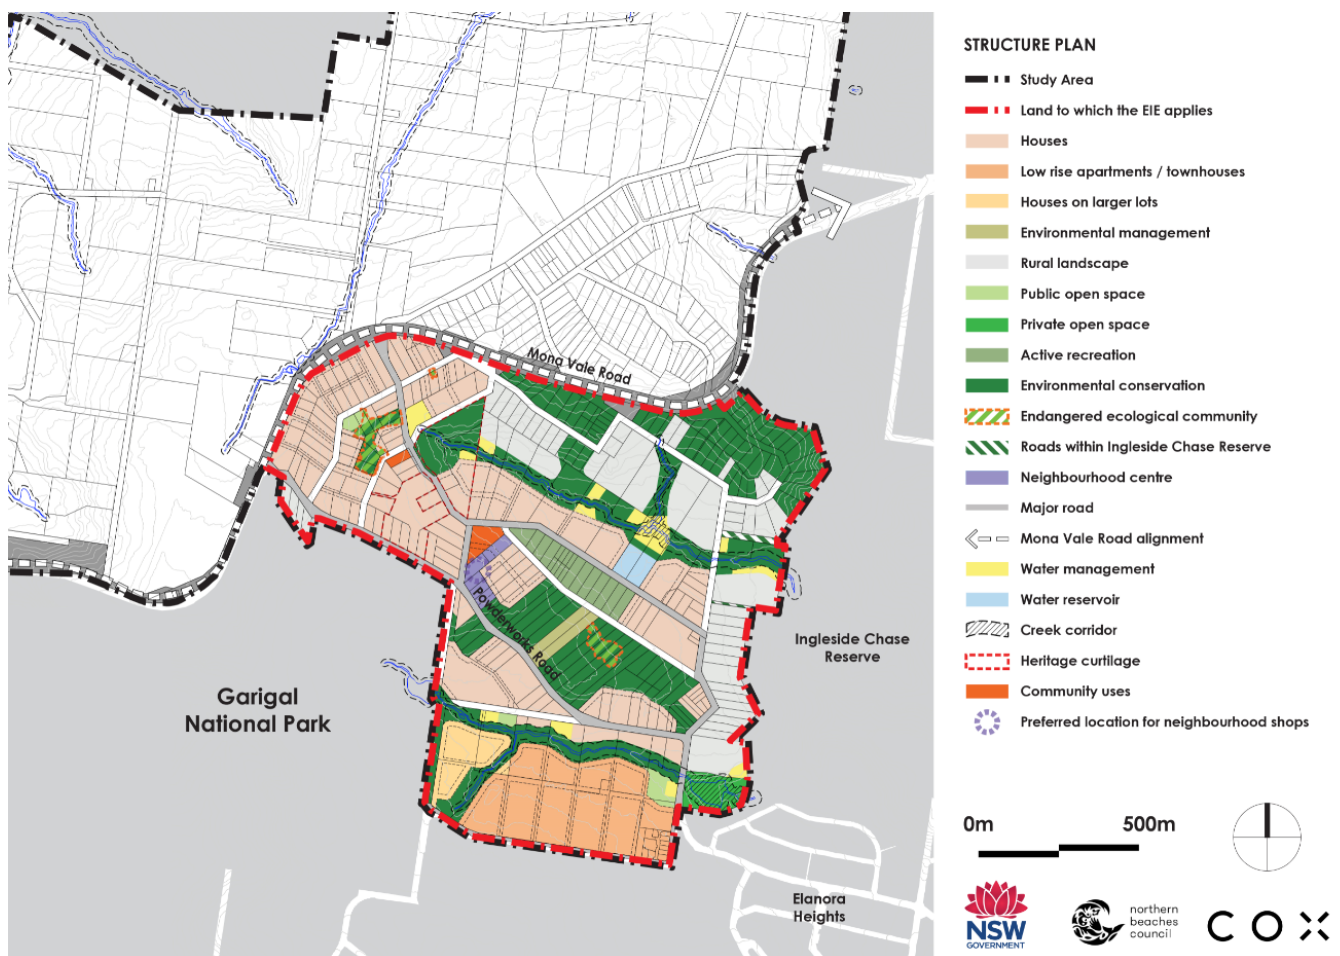 Mona Vale Road
Powderworks Road
Ingleside Chase
Reserve
Garigal
National Park
Elanora
Heights
STRUCTURE PLAN
Study Area
Land to which the EIE applies
Houses
Low rise apartments / townhouses
Houses on larger lots
Environmental management
Rural landscape
Public open space
Private open space
Active recreation
Environmental conservation
Endangered ecological community
Roads within Ingleside Chase Reserve
Neighbourhood centre
Major road
Mona Vale Road alignment
Water management
Water reservoir
Creek corridor
Heritage curtilage
Community uses
Preferred location for neighbourhood shops
0m 500m
NSW
GOVERNMENT
northern
beaches
council
COX